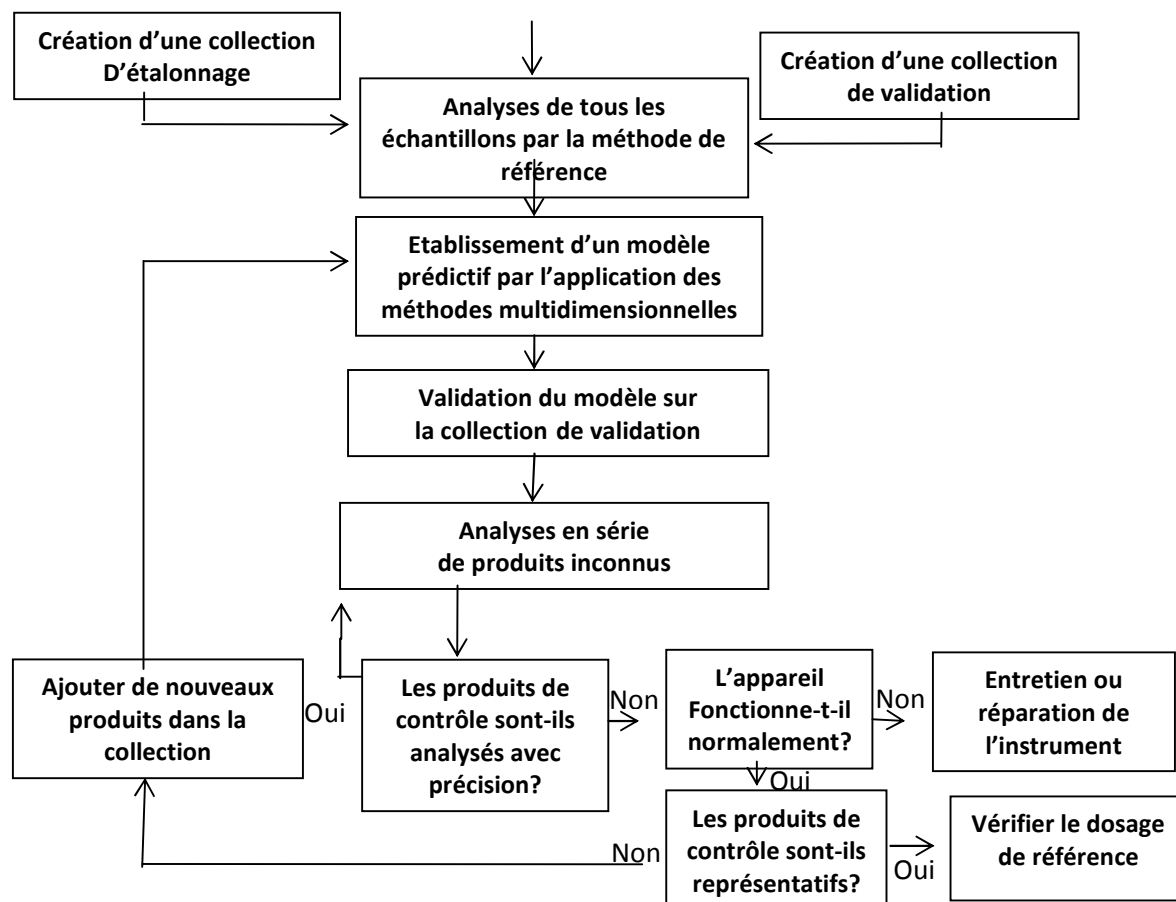 Création d’une collection
D’étalonnage
Création d’une collection
de validation
Analyses de tous les
échantillons par la méthode de
référence
Etablissement d’un modèle
prédictif par l’application des
méthodes multidimensionnelles
Validation du modèle sur
la collection de validation
Analyses en série
de produits inconnus
Ajouter de nouveaux
produits dans la
collection
Oui
Les produits de
contrôle sont-ils
analysés avec
précision?
Non
L’appareil
Fonctionne-t-il
normalement?
Non
Entretien ou
réparation de
l’instrument
Oui
Non
Les produits de
contrôle sont-ils
représentatifs?
Oui
Vérifier le dosage
de référence